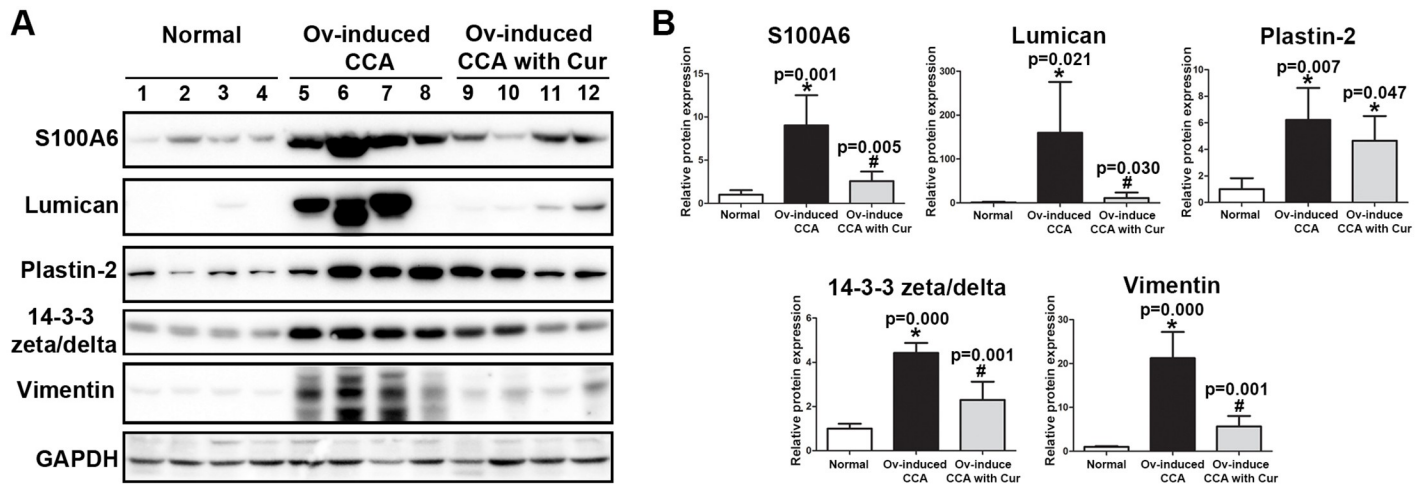 A
Normal
Ov-induced
CCA
Ov-induced
CCA with Cur
1 2 3 4 5 6 7 8 9 10 11 12
S100A6
Lumican
Plastin-2
14-3-3
zeta/delta
Vimentin
GAPDH
B
S100A6
Relative protein expression
15
10
5
0
p=0.001
*
p=0.005
#
Normal
Ov-induced
CCA
Ov-induce
CCA with Cur
Lumican
Relative protein expression
300
200
100
0
p=0.021
*
p=0.030
#
Normal
Ov-induced
CCA
Ov-induce
CCA with Cur
Plastin-2
Relative protein expression
10
8
6
4
2
0
p=0.007
*
p=0.047
*
Normal
Ov-induced
CCA
Ov-induce
CCA with Cur
14-3-3 zeta/delta
Relative protein expression
6
4
2
0
p=0.000
*
p=0.001
#
Normal
Ov-induced
CCA
Ov-induce
CCA with Cur
Vimentin
Relative protein expression
30
20
10
0
p=0.000
*
p=0.001
#
Normal
Ov-induced
CCA
Ov-induce
CCA with Cur